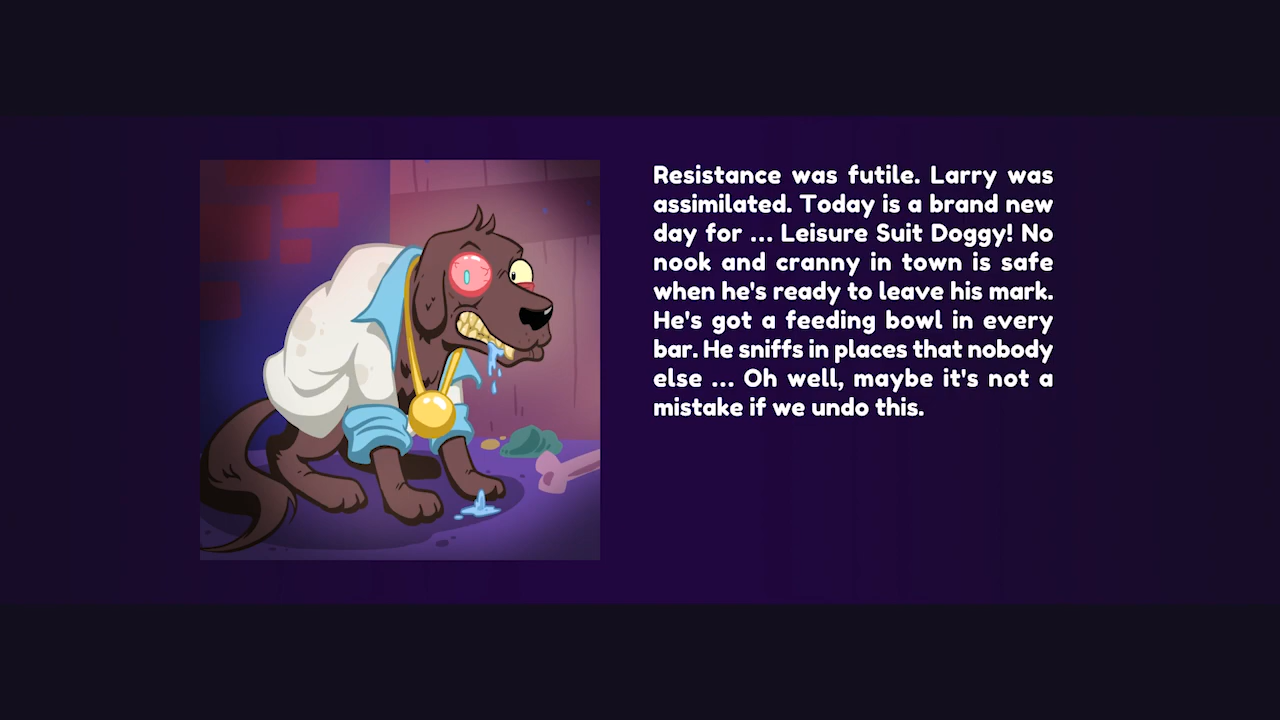 Resistance was futile. Larry was
assimilated. Today is a brand new
day for ... Leisure Suit Doggy! No
nook and cranny in town is safe
when he's ready to leave his mark.
He's got a feeding bowl in every
bar. He sniffs in places that nobody
else ... Oh well, maybe it's not a
mistake if we undo this.